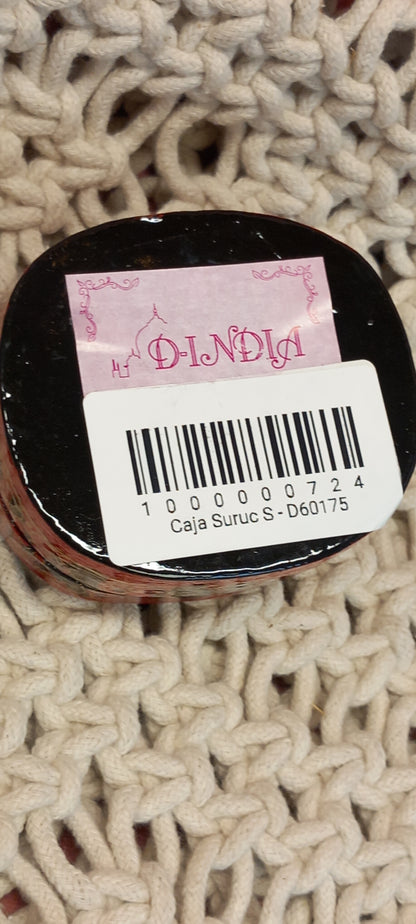 D-INDIA
1000000724
Caja Suruc S - D60175